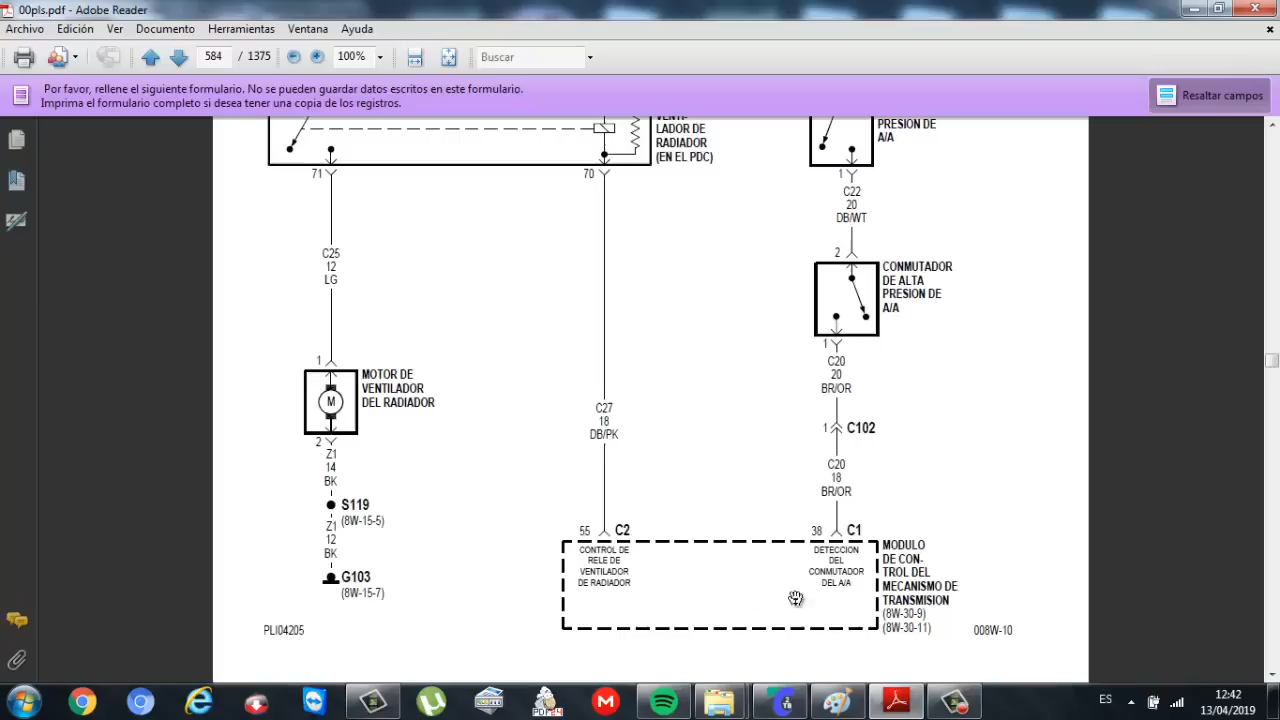 00pls.pdf - Adobe Reader
Archivo Edición Ver Documento Herramientas Ventana Ayuda
584 / 1375 100% Buscar
Por favor, rellene el siguiente formulario. No se pueden guardar datos escritos en este formulario.
Imprima el formulario completo si desea tener una copia de los registros.
Resaltar campos
LADOR DE
RADIADOR
(EN EL PDC)
PRESION DE
A/A
71
70
1
C22
20
DB/WT
2
C25
12
LG
CONMUTADOR
DE ALTA
PRESION DE
A/A
1
C20
20
BR/OR
1
MOTOR DE
VENTILADOR
DEL RADIADOR
M
2
C27
18
DB/PK
1 C102
Z1
14
BK
C20
18
BR/OR
S119
(8W-15-5)
Z1
12
BK
55 C2
38 C1
CONTROL DE
RELE DE
VENTILADOR
DE RADIADOR
DETECCION
DEL
CONMUTADOR
DEL A/A
MODULO
DE CON-
TROL DEL
MECANISMO DE
TRANSMISION
(8W-30-9)
(8W-30-11)
G103
(8W-15-7)
PLI04205
008W-10
ES
12:42
13/04/2019